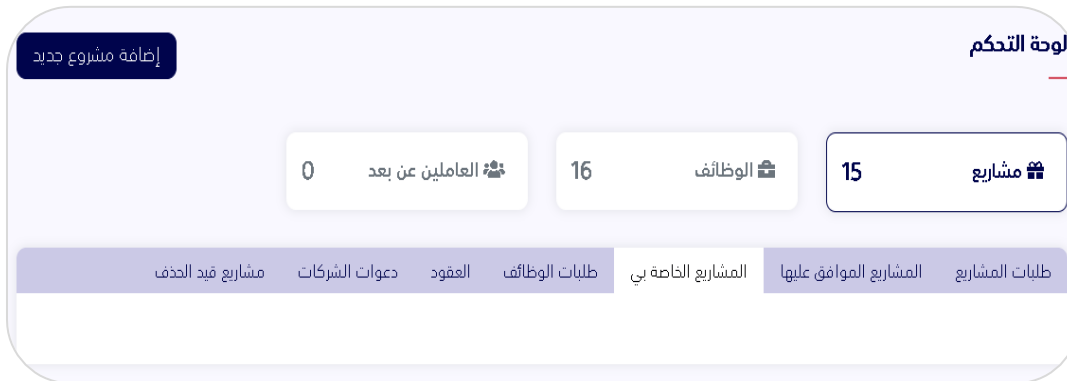 لوحة التحكم
إضافة مشروع جديد
مشاريع 15
الوظائف 16
العاملين عن بعد 0
طلبات المشاريع المشاريع الموافق عليها المشاريع الخاصة بي طلبات الوظائف العقود دعوات الشركات مشاريع قيد الحذف